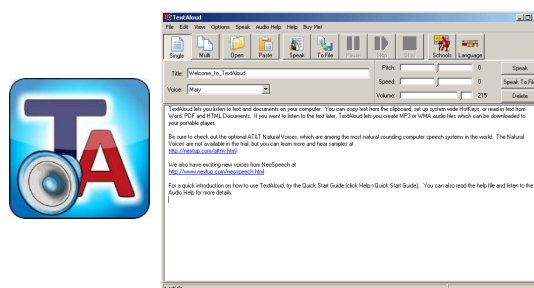 TA
TextAloud
File Edit View Options Speak Audio Help Help Buy Me!
Single Multi Open Paste Speak To File Pause Skip Stop Schools Language
Title: Welcome_to_TextAloud
Voice: Mary
Pitch: 0 Speak
Speed: 0 Speak To Fil
Volume: 215 Delete
TextAloud lets you listen to text and documents on your computer. You can copy text from the clipboard, set up system wide HotKeys, or read in text from
Word, PDF and HTML Documents. If you want to listen to the text later, TextAloud lets you create MP3 or WMA audio files which can be downloaded to
your portable player.
Be sure to check out the optional AT&T Natural Voices, which are among the most natural sounding computer speech systems in the world. The Natural
Voices are not available in the trial, but you can learn more and hear samples at
http://nextup.com/attnv.html
We also have exciting new voices from NeoSpeech at
http://www.nextup.com/neospeech.html
For a quick introduction on how to use TextAloud, try the Quick Start Guide (click Help-> Quick Start Guide). You can also read the help file and listen to the
Audio Help for more details.